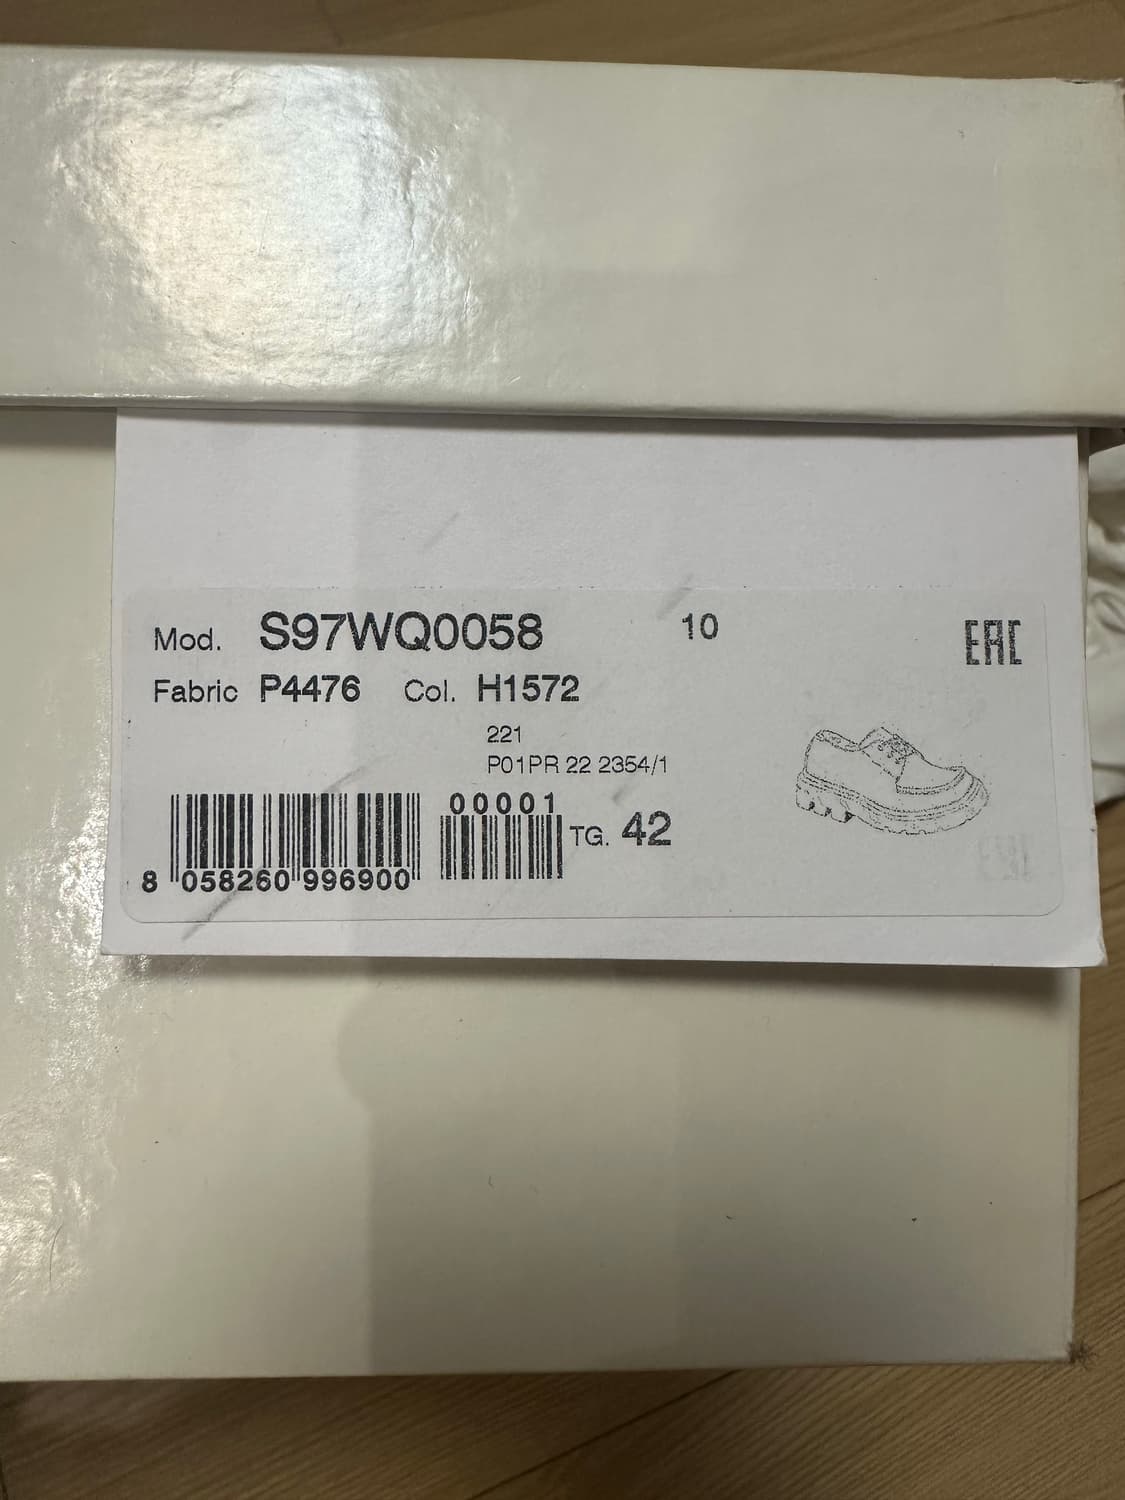 Mod. S97WQ0058 10
EAC
Fabric P4476 Col. H1572
221
P01PR 22 2354/1
00001
TG. 42
8 058260 996900